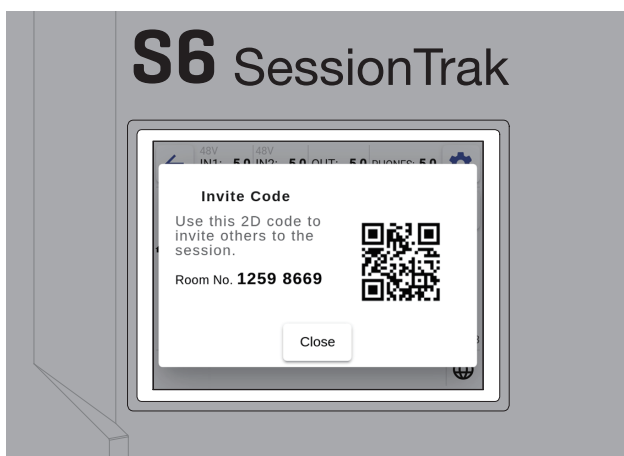 S6 SessionTrak
48V 48V
IN1: 5.0 IN2: 5.0 OUT: 5.0 PHONES: 5.0
Invite Code
Use this 2D code to
invite others to the
session.
Room No. 1259 8669
Close